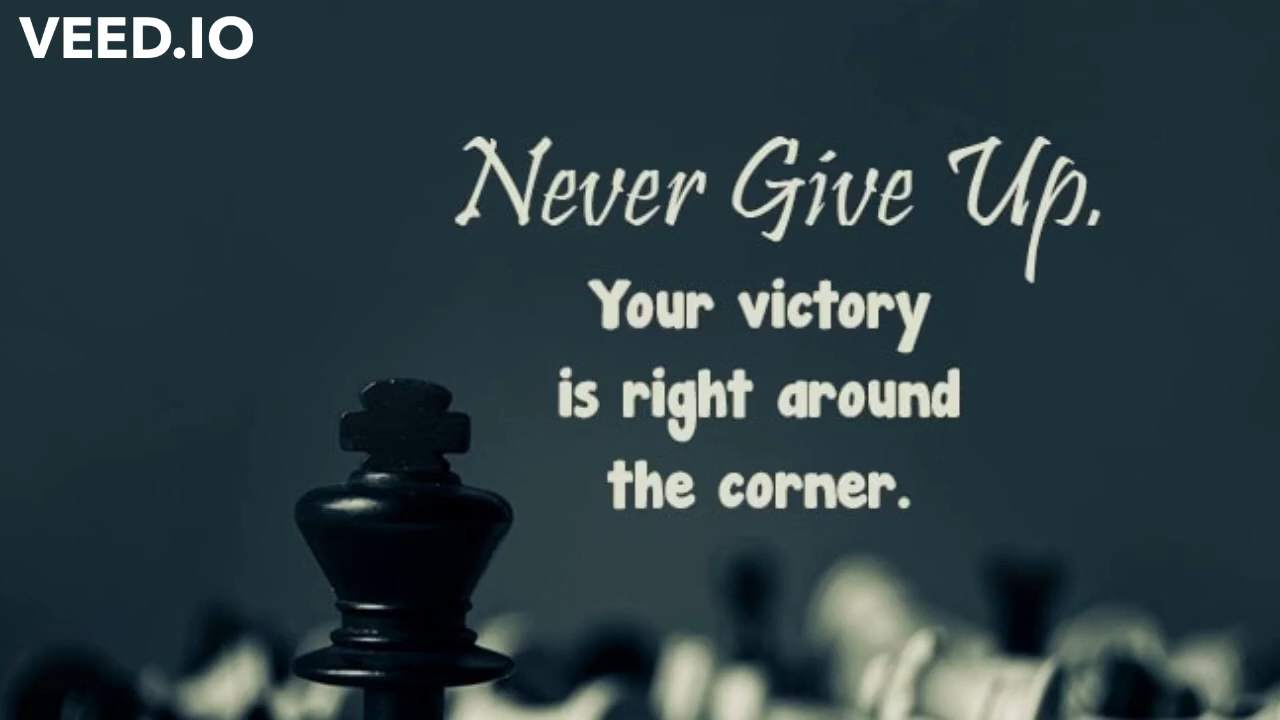 VEED.IO
Never Give Up.
Your victory
is right around
the corner.